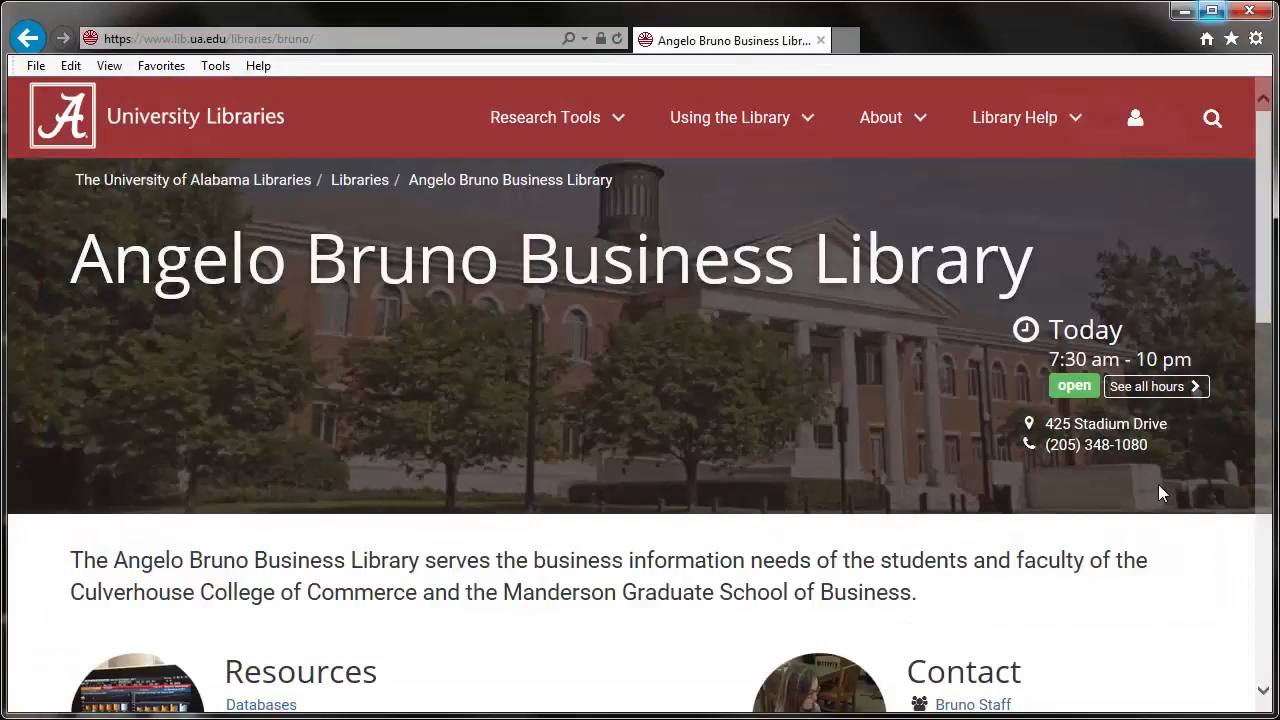 https://www.lib.ua.edu/libraries/bruno/
Angelo Bruno Business Libr...
File Edit View Favorites Tools Help
A University Libraries
Research Tools Using the Library About Library Help
The University of Alabama Libraries / Libraries / Angelo Bruno Business Library
Angelo Bruno Business Library
Today
7:30 am - 10 pm
open See all hours
425 Stadium Drive
(205) 348-1080
The Angelo Bruno Business Library serves the business information needs of the students and faculty of the
Culverhouse College of Commerce and the Manderson Graduate School of Business.
Resources
Contact
Databases
Bruno Staff